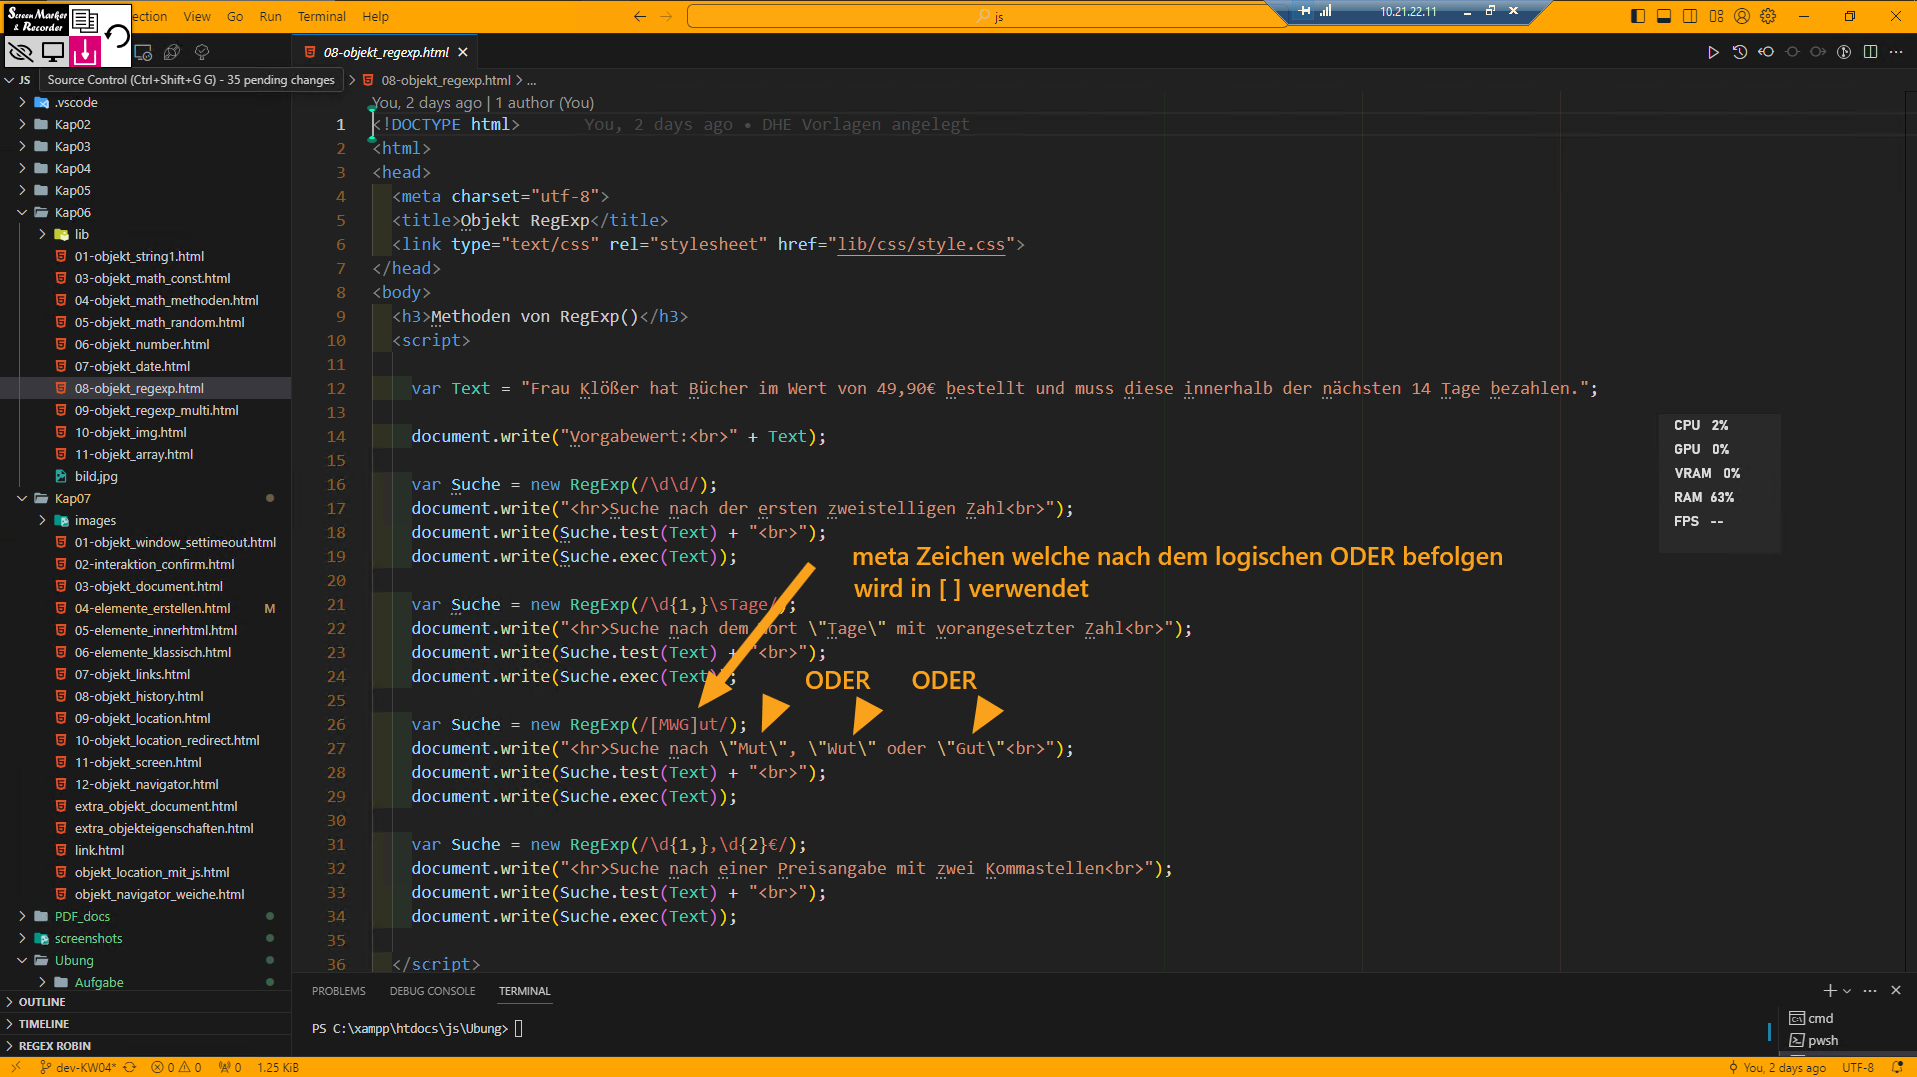 Screen Marker
& Recorder
ection View Go Run Terminal Help
js
10.21.22.11
JS
Source Control (Ctrl+Shift+G G) - 35 pending changes
.vscode
Kap02
Kap03
Kap04
Kap05
Kap06
lib
01-objekt_string1.html
03-objekt_math_const.html
04-objekt_math_methoden.html
05-objekt_math_random.html
06-objekt_number.html
07-objekt_date.html
08-objekt_regexp.html
09-objekt_regexp_multi.html
10-objekt_img.html
11-objekt_array.html
bild.jpg
Kap07
images
01-objekt_window_settimeout.html
02-interaktion_confirm.html
03-objekt_document.html
04-elemente_erstellen.html M
05-elemente_innerhtml.html
06-elemente_klassisch.html
07-objekt_links.html
08-objekt_history.html
09-objekt_location.html
10-objekt_location_redirect.html
11-objekt_screen.html
12-objekt_navigator.html
extra_objekt_document.html
extra_objekteigenschaften.html
link.html
objekt_location_mit_js.html
objekt_navigator_weiche.html
PDF_docs
screenshots
Ubung
Aufgabe
OUTLINE
TIMELINE
REGEX ROBIN
08-objekt_regexp.html
08-objekt_regexp.html > ...
You, 2 days ago | 1 author (You)
1 <!DOCTYPE html> You, 2 days ago • DHE Vorlagen angelegt
2 <html>
3 <head>
4 <meta charset="utf-8">
5 <title>Objekt RegExp</title>
6 <link type="text/css" rel="stylesheet" href="lib/css/style.css">
7 </head>
8 <body>
9 <h3>Methoden von RegExp()</h3>
10 <script>
11
12 var Text = "Frau Klößer hat Bücher im Wert von 49,90€ bestellt und muss diese innerhalb der nächsten 14 Tage bezahlen.";
13
14 document.write("Vorgabewert:<br>" + Text);
15
16 var Suche = new RegExp(/\d\d/);
17 document.write("<hr>Suche nach der ersten zweistelligen Zahl<br>");
18 document.write(Suche.test(Text) + "<br>");
19 document.write(Suche.exec(Text));
meta Zeichen welche nach dem logischen ODER befolgen
wird in [ ] verwendet
20
21 var Suche = new RegExp(/\d{1,}\sTage/);
22 document.write("<hr>Suche nach dem Wort \"Tage\" mit vorangesetzter Zahl<br>");
23 document.write(Suche.test(Text) + "<br>");
24 document.write(Suche.exec(Text));
ODER ODER
25
26 var Suche = new RegExp(/[MWG]ut/);
27 document.write("<hr>Suche nach \"Mut\", \"Wut\" oder \"Gut\"<br>");
28 document.write(Suche.test(Text) + "<br>");
29 document.write(Suche.exec(Text));
30
31 var Suche = new RegExp(/\d{1,},\d{2}€/);
32 document.write("<hr>Suche nach einer Preisangabe mit zwei Kommastellen<br>");
33 document.write(Suche.test(Text) + "<br>");
34 document.write(Suche.exec(Text));
35
36 </script>
CPU 2%
GPU 0%
VRAM 0%
RAM 63%
FPS --
PROBLEMS DEBUG CONSOLE TERMINAL
PS C:\xampp\htdocs\js\Ubung>
cmd
pwsh
dev-KW04* 0 0 0 1.25 KiB
You, 2 days ago UTF-8